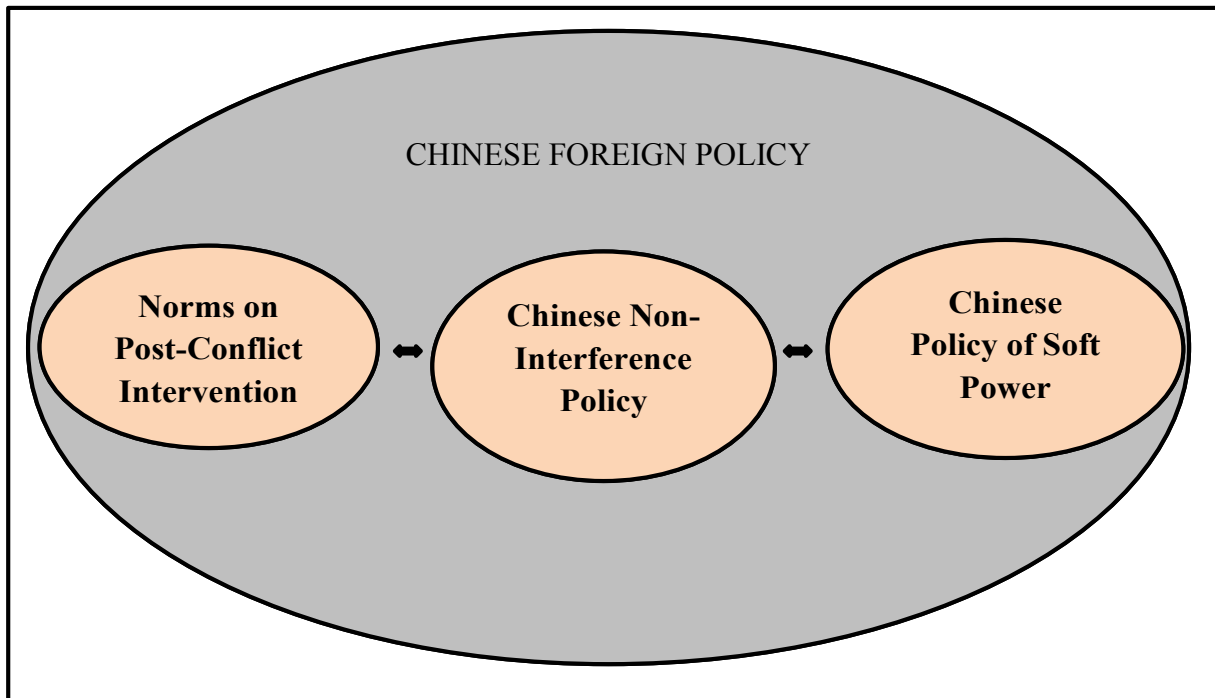 CHINESE FOREIGN POLICY
Norms on
Post-Conflict
Intervention
Chinese Non-
Interference
Policy
Chinese
Policy of Soft
Power